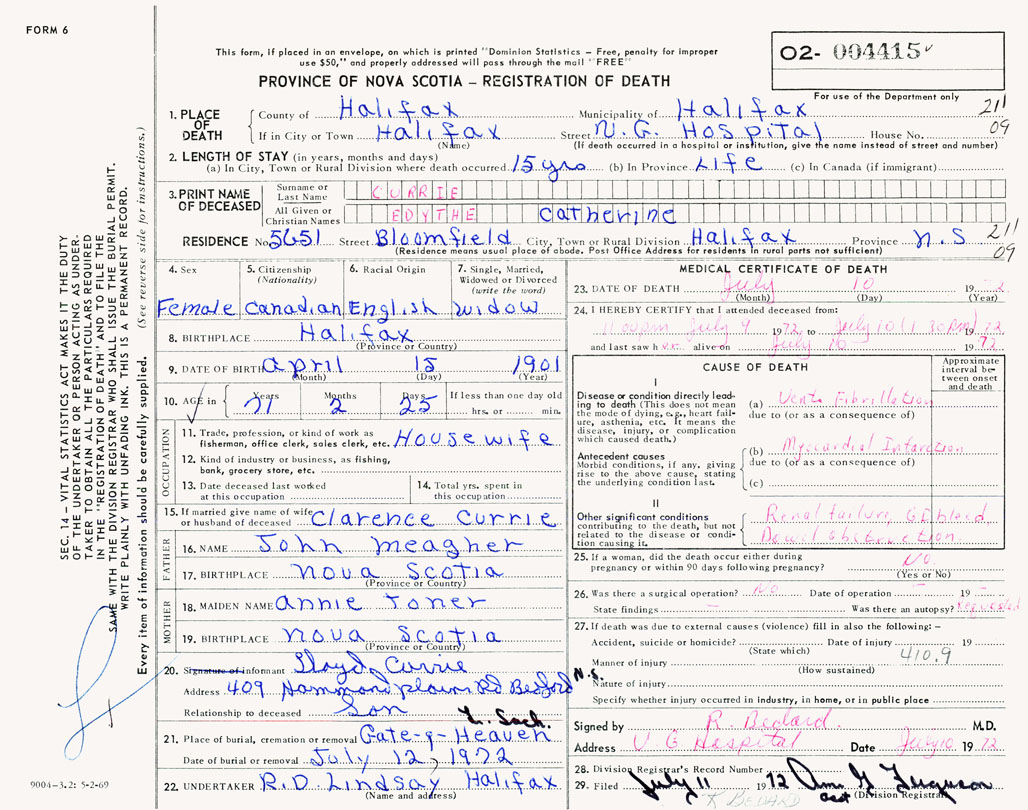 FORM 6
This form, if placed in an envelope, on which is printed "Dominion Statistics — Free, penalty for improper
use $50," and properly addressed will pass through the mail "FREE"
PROVINCE OF NOVA SCOTIA – REGISTRATION OF DEATH
02- 004415
For use of the Department only
211
09
1. PLACE OF DEATH
County of Halifax Municipality of Halifax
If in City or Town Halifax Street V.G. Hospital House No.
(Name) (If death occurred in a hospital or institution, give the name instead of street and number)
2. LENGTH OF STAY (in years, months and days)
(a) In City, Town or Rural Division where death occurred 15 yrs (b) In Province Life (c) In Canada (if immigrant)
3. PRINT NAME OF DECEASED
Surname or Last Name CURRIE
All Given or Christian Names EDYTHE Catherine
RESIDENCE No. 5651 Street Bloomfield City, Town or Rural Division Halifax Province N.S
(Residence means usual place of abode. Post Office Address for residents in rural parts not sufficient)
211
09
4. Sex 5. Citizenship (Nationality) 6. Racial Origin 7. Single, Married, Widowed or Divorced (write the word)
Female Canadian English Widow
8. BIRTHPLACE Halifax
(Province or Country)
9. DATE OF BIRTH April 15 1901
(Month) (Day) (Year)
10. AGE in Years Months Days If less than one day old
71 2 25 hrs. or min.
OCCUPATION
11. Trade, profession, or kind of work as fisherman, office clerk, sales clerk, etc. Housewife
12. Kind of industry or business, as fishing, bank, grocery store, etc.
13. Date deceased last worked at this occupation
14. Total yrs. spent in this occupation
15. If married give name of wife or husband of deceased Clarence Currie
FATHER
16. NAME John Meagher
17. BIRTHPLACE Nova Scotia
(Province or Country)
MOTHER
18. MAIDEN NAME Annie Toner
19. BIRTHPLACE Nova Scotia
(Province or Country)
20. Signature of informant Lloyd Currie
Address 409 Hammond plains Rd Bedford N.S.
Relationship to deceased Son
L. Sack.
21. Place of burial, cremation or removal Gate-of-Heaven
Date of burial or removal July 12, 1972
22. UNDERTAKER R.D. Lindsay Halifax
(Name and address)
MEDICAL CERTIFICATE OF DEATH
23. DATE OF DEATH July 10 19
(Month) (Day) (Year)
24. I HEREBY CERTIFY that I attended deceased from:
11 00pm July 9 1972 to July 10 (1 30PM) 1972
and last saw h alive on July 10 1972
CAUSE OF DEATH
Approximate interval between onset and death
I
Disease or condition directly leading to death (This does not mean the mode of dying, e.g., heart failure, asthenia, etc. It means the disease, injury, or complication which caused death.)
(a) Vent. Fibrillation
due to (or as a consequence of)
Antecedent causes
Morbid conditions, if any, giving rise to the above cause, stating the underlying condition last.
(b) Myocardial Infarction
due to (or as a consequence of)
(c)
II
Other significant conditions contributing to the death, but not related to the disease or condition causing it.
Renal failure, G.I. bleed,
Bowel obstruction.
25. If a woman, did the death occur either during
pregnancy or within 90 days following pregnancy? No.
(Yes or No)
26. Was there a surgical operation? No Date of operation – 19 –
State findings – Was there an autopsy? Requested
27. If death was due to external causes (violence) fill in also the following: –
Accident, suicide or homicide? Date of injury 19
(State which)
410.9
Manner of injury
(How sustained)
Nature of injury
Specify whether injury occurred in industry, in home, or in public place
Signed by R. Bedard. M.D.
Address V G Hospital Date July 10 1972
28. Division Registrar's Record Number
29. Filed July 11 1972 Ferguson
(Division Registrar)
R BEDARD
SEC. 14 – VITAL STATISTICS ACT MAKES IT THE DUTY
OF THE UNDERTAKER OR PERSON ACTING AS UNDERTAKER
TO OBTAIN ALL THE PARTICULARS REQUIRED
IN THE "REGISTRATION OF DEATH" AND TO FILE THE
SAME WITH THE DIVISION REGISTRAR WHO SHALL ISSUE THE BURIAL PERMIT.
WRITE PLAINLY WITH UNFADING INK. THIS IS A PERMANENT RECORD.
Every item of information should be carefully supplied. (See reverse side for instructions.)
9004-3.2: 5-2-69